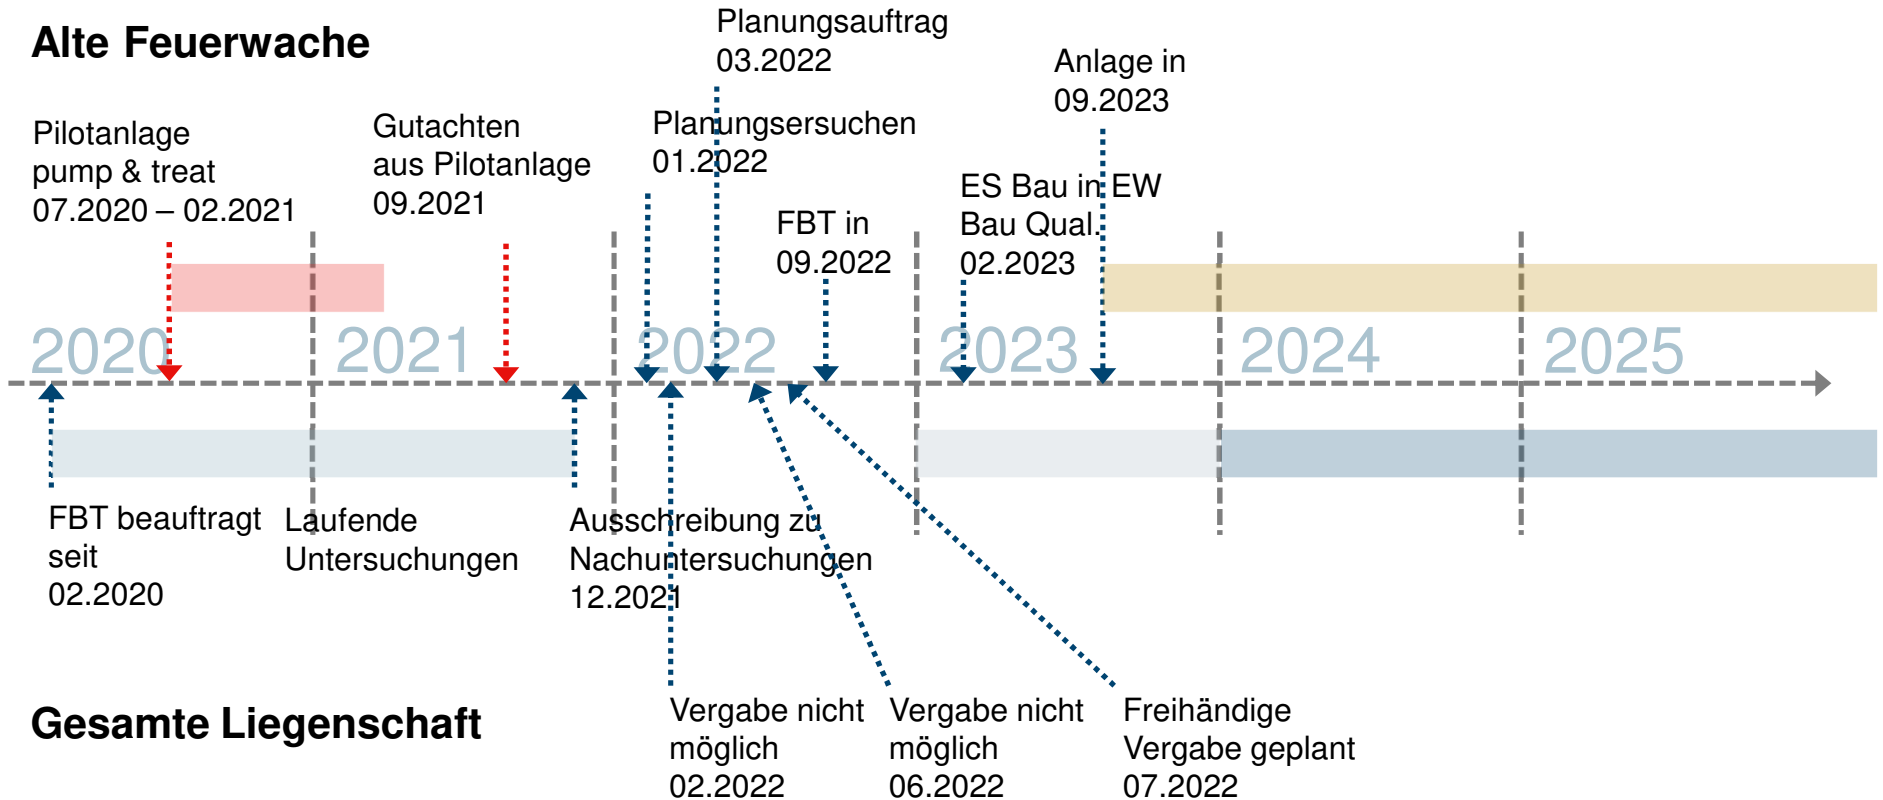 Alte Feuerwache
Planungsauftrag
03.2022
Anlage in
09.2023
Pilotanlage
pump & treat
07.2020 – 02.2021
Gutachten
aus Pilotanlage
09.2021
Planungsersuchen
01.2022
FBT in
09.2022
ES Bau in EW
Bau Qual.
02.2023
2020
2021
2022
2023
2024
2025
FBT beauftragt
seit
02.2020
Laufende
Untersuchungen
Ausschreibung zu
Nachuntersuchungen
12.2021
Gesamte Liegenschaft
Vergabe nicht
möglich
02.2022
Vergabe nicht
möglich
06.2022
Freihändige
Vergabe geplant
07.2022